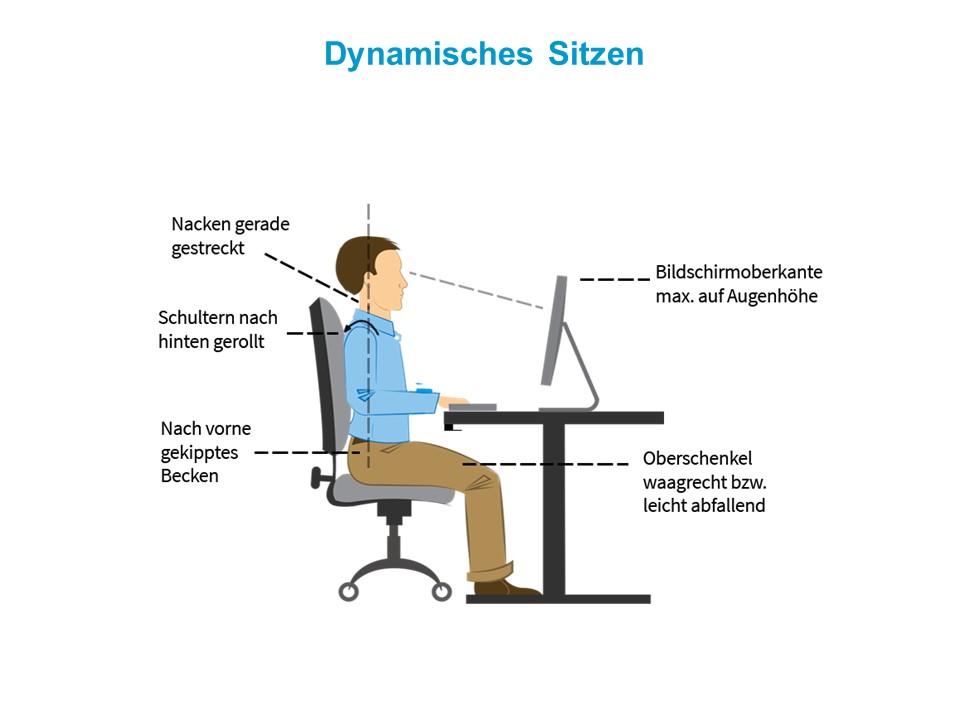 Dynamisches Sitzen
Nacken gerade
gestreckt
Schultern nach
hinten gerollt
Nach vorne
gekipptes
Becken
Bildschirmoberkante
max. auf Augenhöhe
Oberschenkel
waagrecht bzw.
leicht abfallend